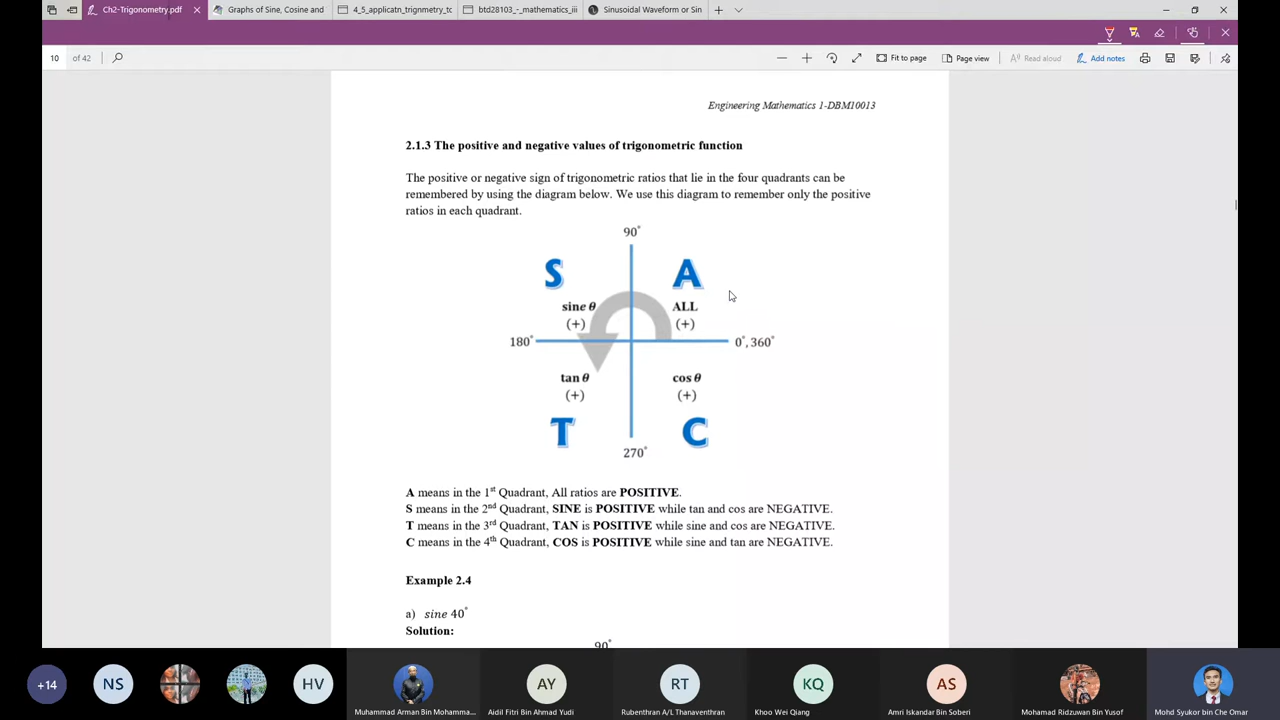 Ch2-Trigonometry.pdf
Graphs of Sine, Cosine and
4_5_applicatn_trignmetry_to
btd28103_-_mathematics_iii
Sinusoidal Waveform or Sin
10 of 42
Fit to page
Page view
Read aloud
Add notes
Engineering Mathematics 1-DBM10013
2.1.3 The positive and negative values of trigonometric function
The positive or negative sign of trigonometric ratios that lie in the four quadrants can be
remembered by using the diagram below. We use this diagram to remember only the positive
ratios in each quadrant.
90°
S A
sine θ ALL
(+) (+)
180° 0°, 360°
tan θ cos θ
(+) (+)
T C
270°
A means in the 1st Quadrant, All ratios are POSITIVE.
S means in the 2nd Quadrant, SINE is POSITIVE while tan and cos are NEGATIVE.
T means in the 3rd Quadrant, TAN is POSITIVE while sine and cos are NEGATIVE.
C means in the 4th Quadrant, COS is POSITIVE while sine and tan are NEGATIVE.
Example 2.4
a) sine 40°
Solution:
90°
+14
NS
HV
AY
RT
KQ
AS
Muhammad Arman Bin Mohamma...
Aidil Fitri Bin Ahmad Yudi
Rubenthran A/L Thanaventhran
Khoo Wei Qiang
Amri Iskandar Bin Soberi
Mohamad Ridzuwan Bin Yusof
Mohd Syukor bin Che Omar